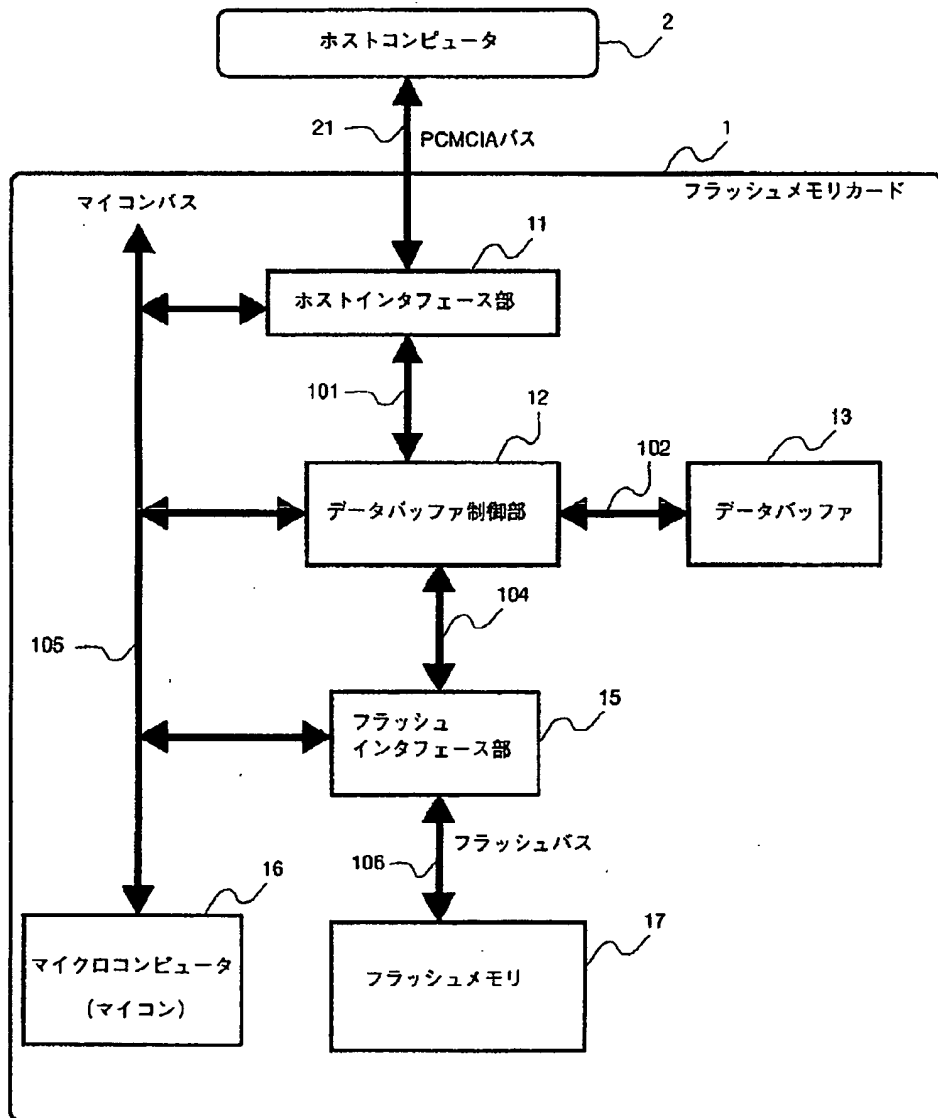 ホストコンピュータ
2
21
PCMCIAバス
1
フラッシュメモリカード
マイコンバス
11
ホストインタフェース部
101
12
13
102
データバッファ制御部
データバッファ
104
105
15
フラッシュ
インタフェース部
フラッシュバス
106
16
17
マイクロコンピュータ
(マイコン)
フラッシュメモリ